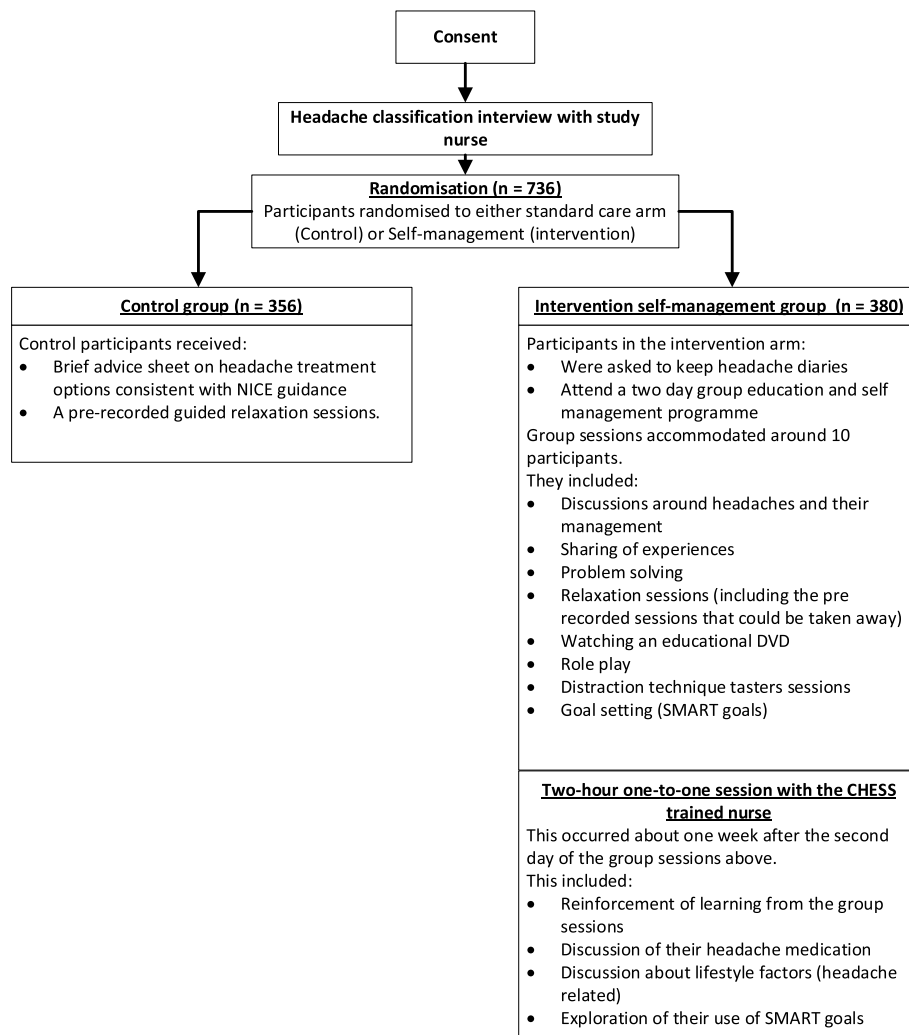 Consent
Headache classification interview with study
nurse
Randomisation (n = 736)
Participants randomised to either standard care arm
(Control) or Self-management (intervention)
Control group (n = 356)
Control participants received:
• Brief advice sheet on headache treatment
options consistent with NICE guidance
• A pre-recorded guided relaxation sessions.
Intervention self-management group (n = 380)
Participants in the intervention arm:
• Were asked to keep headache diaries
• Attend a two day group education and self
management programme
Group sessions accommodated around 10
participants.
They included:
• Discussions around headaches and their
management
• Sharing of experiences
• Problem solving
• Relaxation sessions (including the pre
recorded sessions that could be taken away)
• Watching an educational DVD
• Role play
• Distraction technique tasters sessions
• Goal setting (SMART goals)
Two-hour one-to-one session with the CHESS
trained nurse
This occurred about one week after the second
day of the group sessions above.
This included:
• Reinforcement of learning from the group
sessions
• Discussion of their headache medication
• Discussion about lifestyle factors (headache
related)
• Exploration of their use of SMART goals